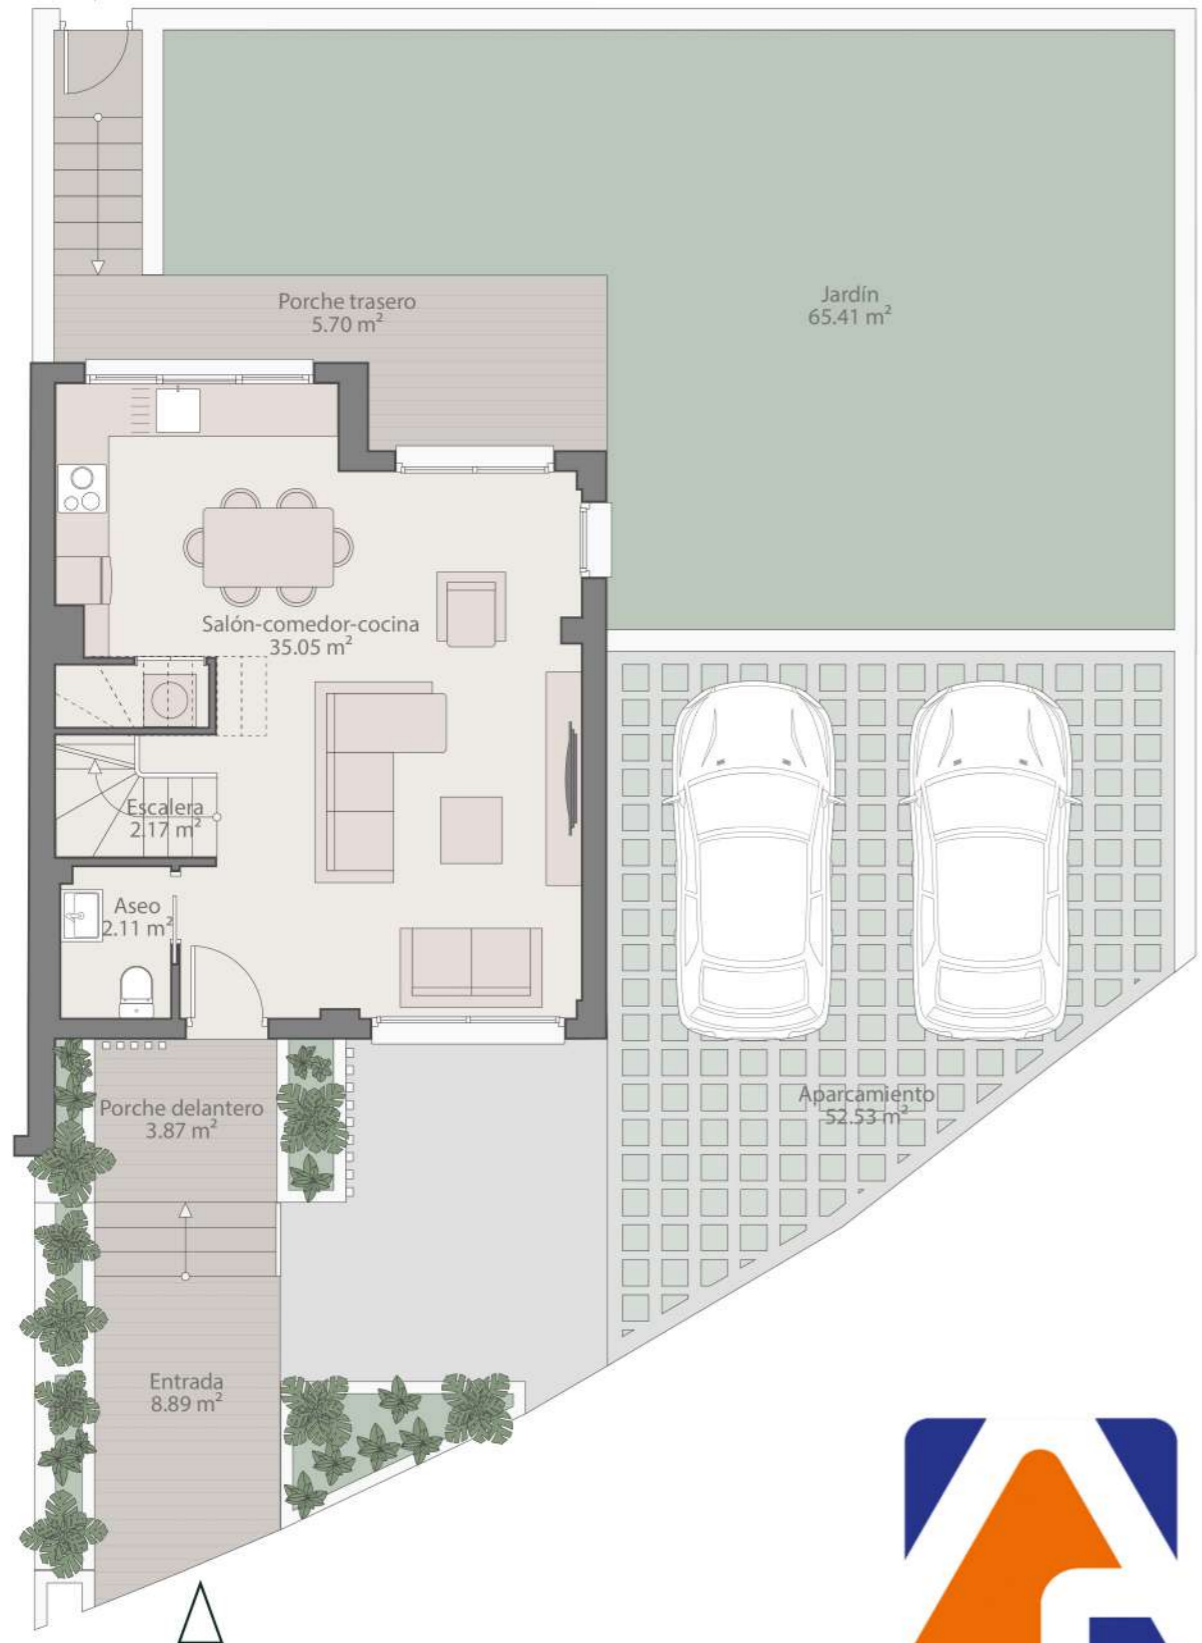 Porche trasero
5.70 m²
Jardín
65.41 m²
Salón-comedor-cocina
35.05 m²
Escalera
2.17 m²
Aseo
2.11 m²
Porche delantero
3.87 m²
Aparcamiento
52.53 m²
Entrada
8.89 m²